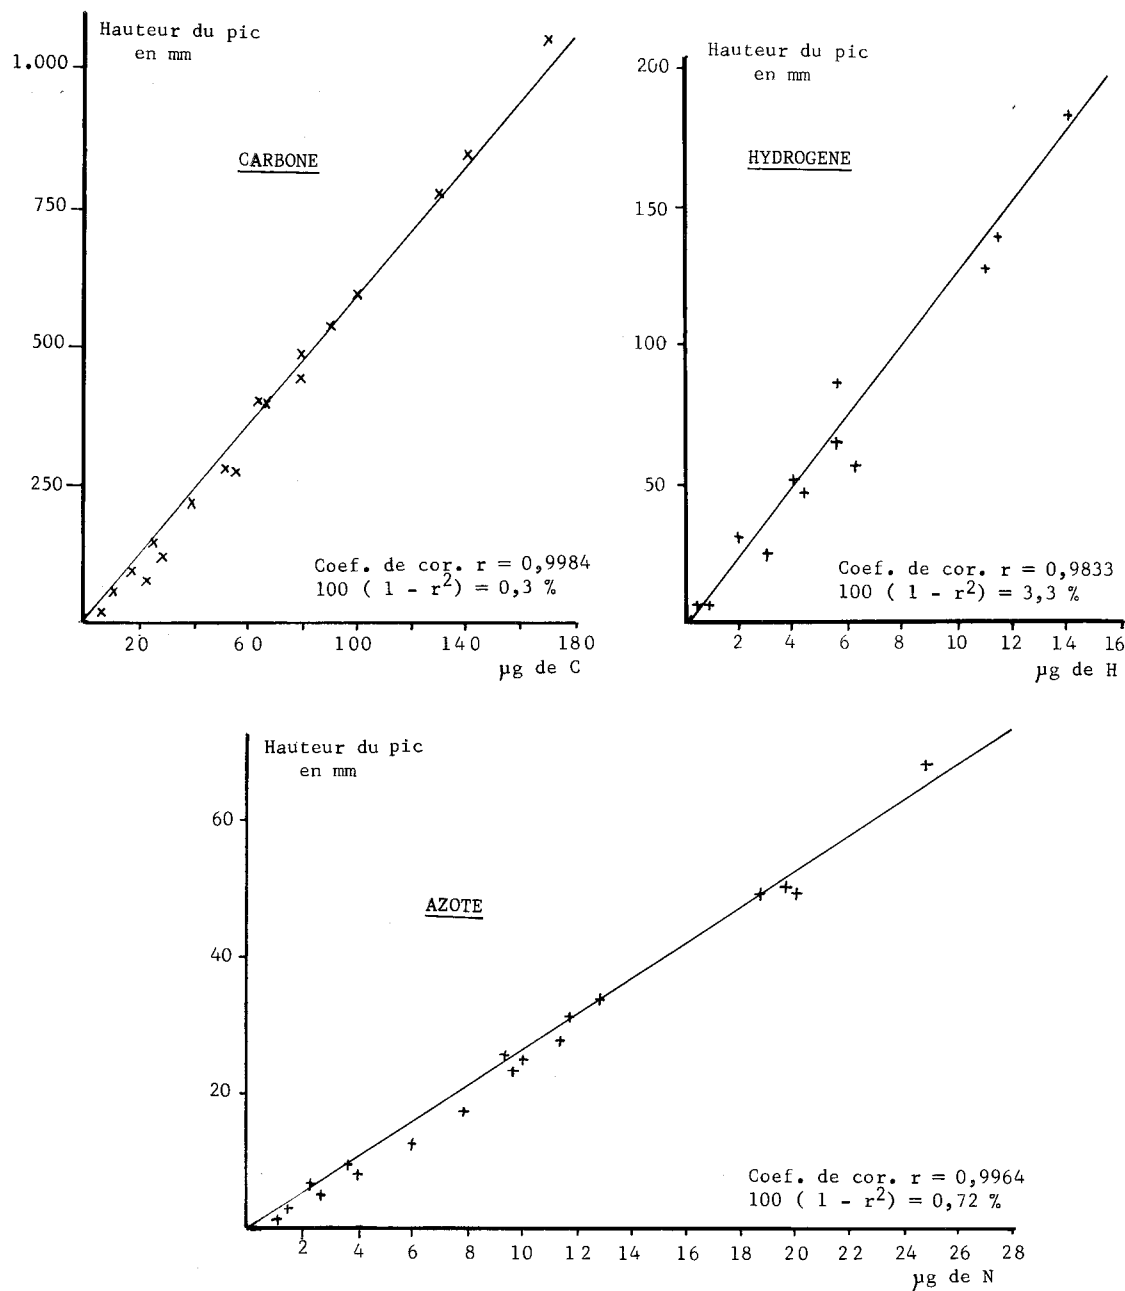 Hauteur du pic
en mm
1.000
750
500
250
CARBONE
Coef. de cor. r = 0,9984
100 ( 1 - r²) = 0,3 %
20 60 100 140 180
µg de C
Hauteur du pic
en mm
200
150
100
50
HYDROGENE
Coef. de cor. r = 0,9833
100 ( 1 - r²) = 3,3 %
2 4 6 8 10 12 14 16
µg de H
Hauteur du pic
en mm
60
40
20
AZOTE
Coef. de cor. r = 0,9964
100 ( 1 - r²) = 0,72 %
2 4 6 8 10 12 14 16 18 20 22 24 26 28
µg de N